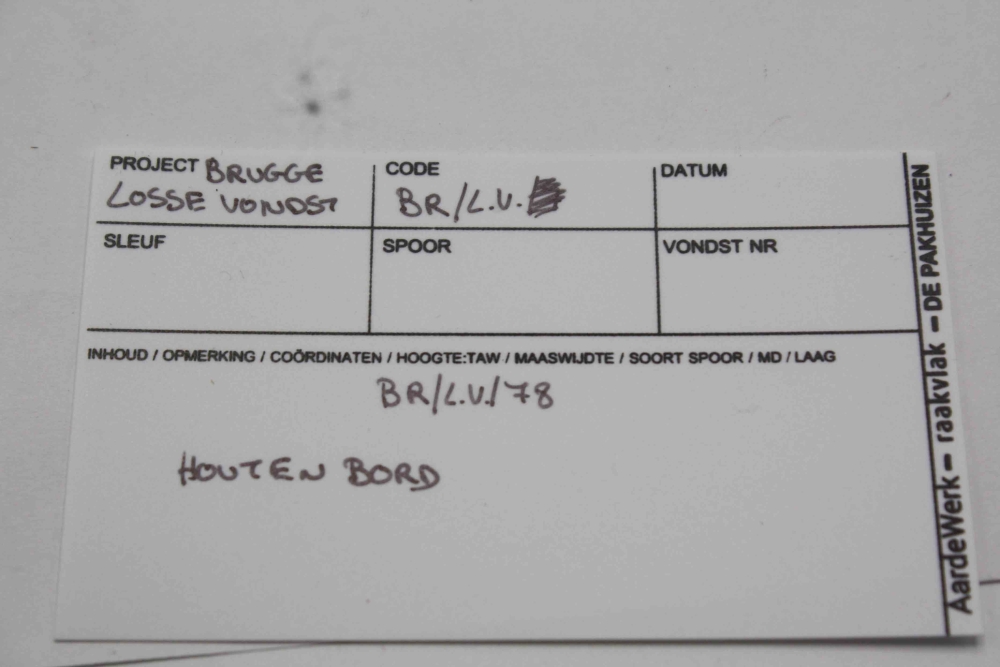 PROJECT BRUGGE
LOSSE VONDST
CODE
BR/L.V.
DATUM
SLEUF
SPOOR
VONDST NR
INHOUD / OPMERKING / COÖRDINATEN / HOOGTE:TAW / MAASWIJDTE / SOORT SPOOR / MD / LAAG
BR/L.V./78
HOUTEN BORD
AardeWerk – raakvlak – DE PAKHUIZEN